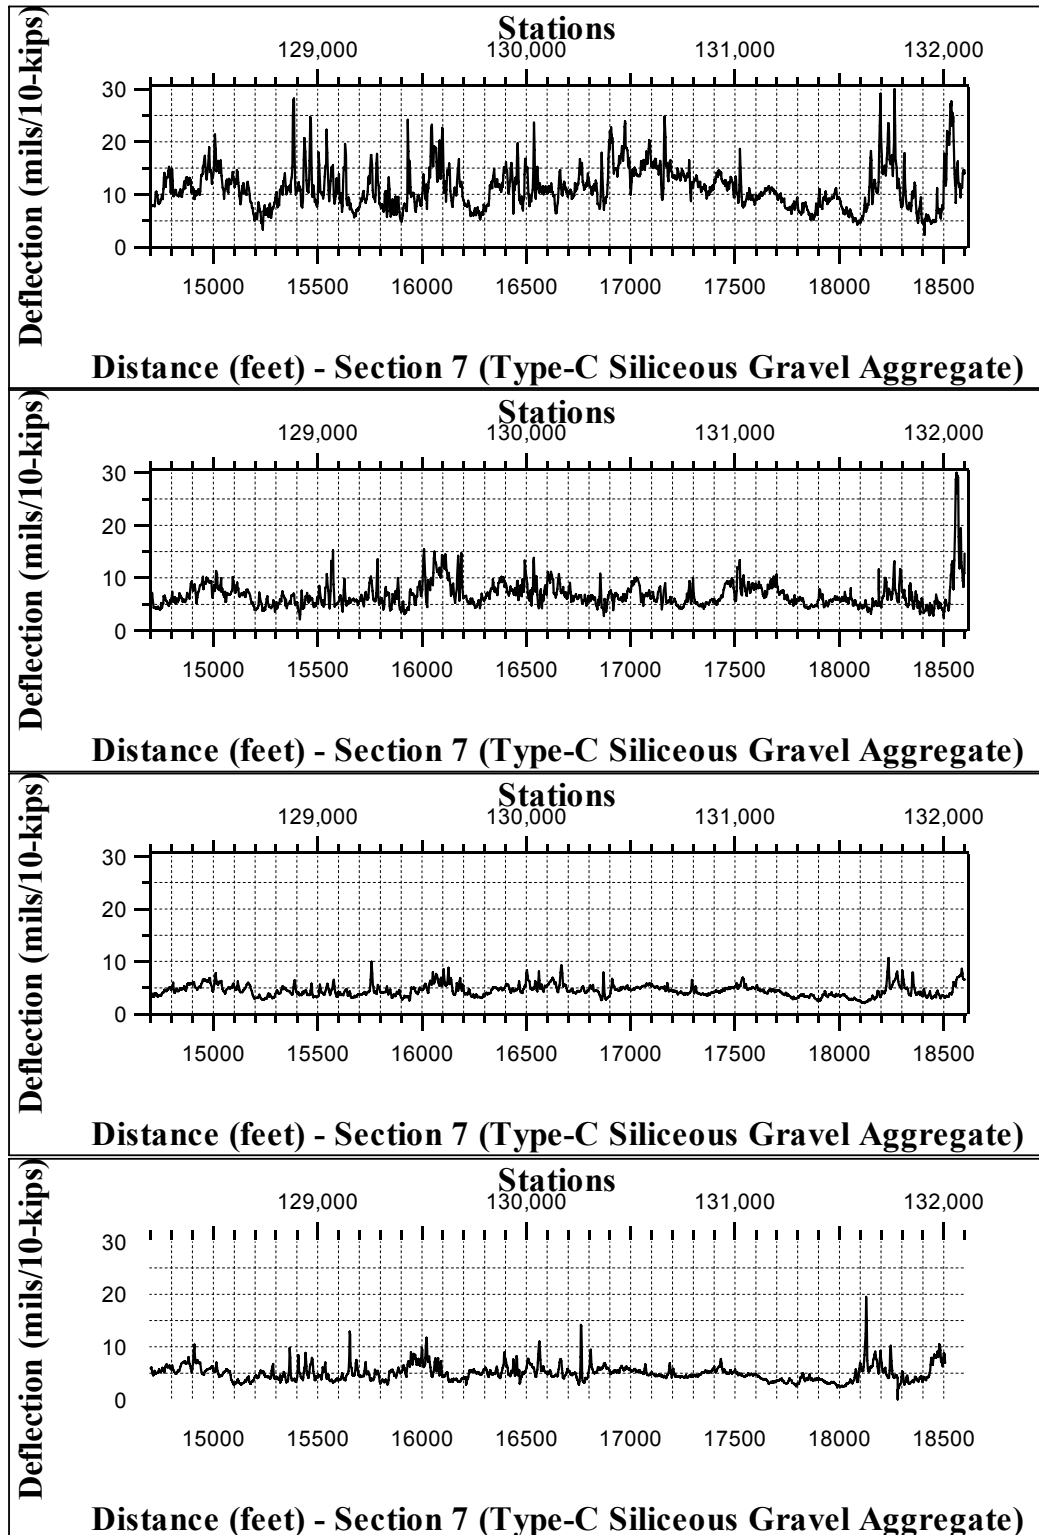 Stations
129,000 130,000 131,000 132,000
Deflection (mils/10-kips)
30
20
10
0
15000 15500 16000 16500 17000 17500 18000 18500
Distance (feet) - Section 7 (Type-C Siliceous Gravel Aggregate)
Stations
129,000 130,000 131,000 132,000
Deflection (mils/10-kips)
30
20
10
0
15000 15500 16000 16500 17000 17500 18000 18500
Distance (feet) - Section 7 (Type-C Siliceous Gravel Aggregate)
Stations
129,000 130,000 131,000 132,000
Deflection (mils/10-kips)
30
20
10
0
15000 15500 16000 16500 17000 17500 18000 18500
Distance (feet) - Section 7 (Type-C Siliceous Gravel Aggregate)
Stations
129,000 130,000 131,000 132,000
Deflection (mils/10-kips)
30
20
10
0
15000 15500 16000 16500 17000 17500 18000 18500
Distance (feet) - Section 7 (Type-C Siliceous Gravel Aggregate)